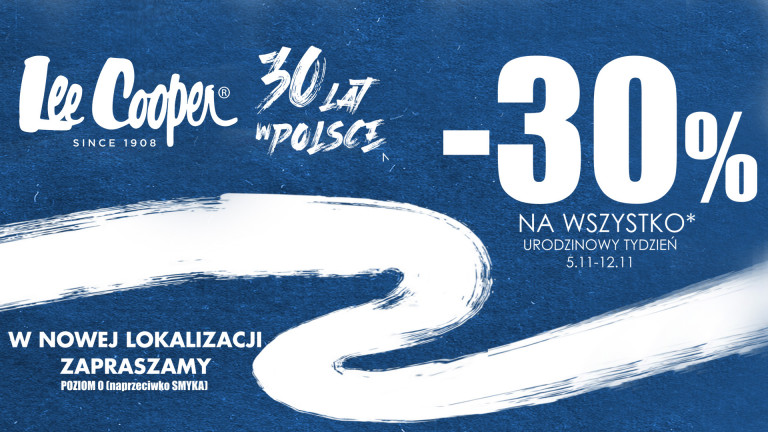 Lee Cooper®
SINCE 1908
30 LAT
W POLSCE
-30%
NA WSZYSTKO*
URODZINOWY TYDZIEŃ
5.11-12.11
W NOWEJ LOKALIZACJI
ZAPRASZAMY
POZIOM 0 (naprzeciwko SMYKA)